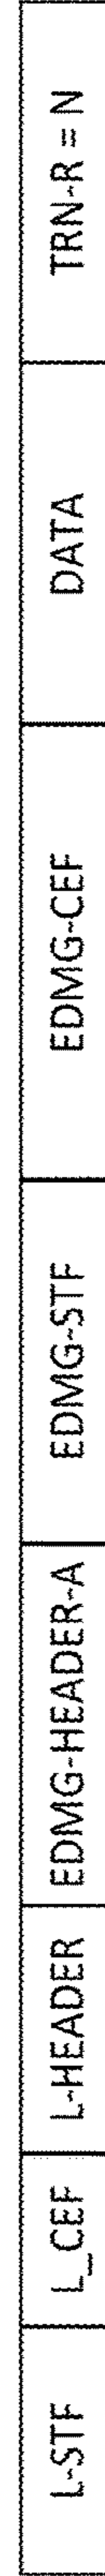 L-STF
L_CEF
L-HEADER
EDMG-HEADER-A
EDMG-STF
EDMG-CEF
DATA
TRN-R = N